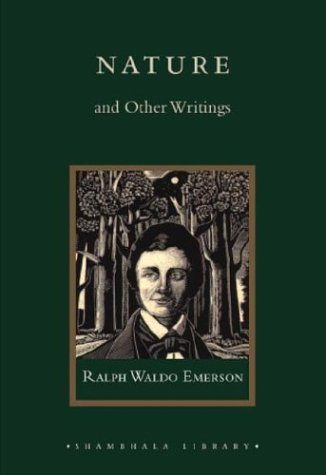 NATURE
and Other Writings
RALPH WALDO EMERSON
• SHAMBHALA LIBRARY •